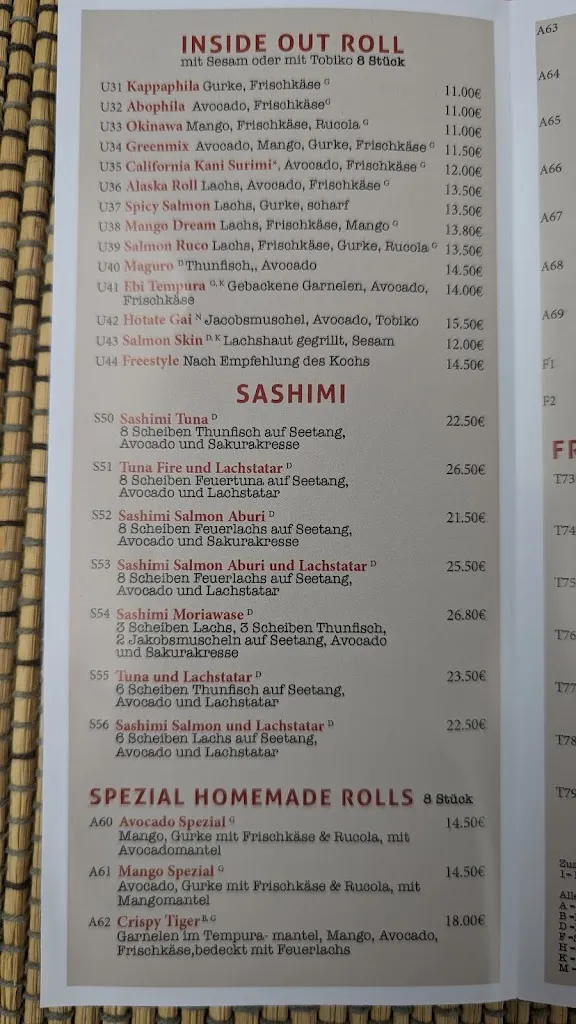 INSIDE OUT ROLL
mit Sesam oder mit Tobiko 8 Stück
U31 Kappaphila Gurke, Frischkäse G 11.00€
U32 Abophila Avocado, Frischkäse G 11.00€
U33 Okinawa Mango, Frischkäse, Rucola G 11.00€
U34 Greenmix Avocado, Mango, Gurke, Frischkäse G 11.50€
U35 California Kani Surimi*, Avocado, Frischkäse G 12.00€
U36 Alaska Roll Lachs, Avocado, Frischkäse G 13.50€
U37 Spicy Salmon Lachs, Gurke, scharf 13.50€
U38 Mango Dream Lachs, Frischkäse, Mango G 13.80€
U39 Salmon Ruco Lachs, Frischkäse, Gurke, Rucola G 13.50€
U40 Maguro D Thunfisch,, Avocado 14.50€
U41 Ebi Tempura G, K Gebackene Garnelen, Avocado, 14.00€
Frischkäse
U42 Hotate Gai N Jacobsmuschel, Avocado, Tobiko 15.50€
U43 Salmon Skin D, K Lachshaut gegrillt, Sesam 12.00€
U44 Freestyle Nach Empfehlung des Kochs 14.50€
SASHIMI
S50 Sashimi Tuna D 22.50€
8 Scheiben Thunfisch auf Seetang,
Avocado und Sakurakresse
S51 Tuna Fire und Lachstatar D 26.50€
8 Scheiben Feuertuna auf Seetang,
Avocado und Lachstatar
S52 Sashimi Salmon Aburi D 21.50€
8 Scheiben Feuerlachs auf Seetang,
Avocado und Sakurakresse
S53 Sashimi Salmon Aburi und Lachstatar D 25.50€
8 Scheiben Feuerlachs auf Seetang,
Avocado und Lachstatar
S54 Sashimi Moriawase D 26.80€
3 Scheiben Lachs, 3 Scheiben Thunfisch,
2 Jakobsmuscheln auf Seetang, Avocado
und Sakurakresse
S55 Tuna und Lachstatar D 23.50€
6 Scheiben Thunfisch auf Seetang,
Avocado und Lachstatar
S56 Sashimi Salmon und Lachstatar D 22.50€
6 Scheiben Lachs auf Seetang,
Avocado und Lachstatar
SPEZIAL HOMEMADE ROLLS 8 Stück
A60 Avocado Spezial G 14.50€
Mango, Gurke mit Frischkäse & Rucola, mit
Avocadomantel
A61 Mango Spezial G 14.50€
Avocado, Gurke mit Frischkäse & Rucola, mit
Mangomantel
A62 Crispy Tiger B, G 18.00€
Garnelen im Tempura- mantel, Mango, Avocado,
Frischkäse,bedeckt mit Feuerlachs
A63
A64
A65
A66
A67
A68
A69
F1
F2
FR
T73
T74
T75
T76
T77
T78
T79
Zu
1-
All
A -
B -
D -
F -
H -
K -
M -